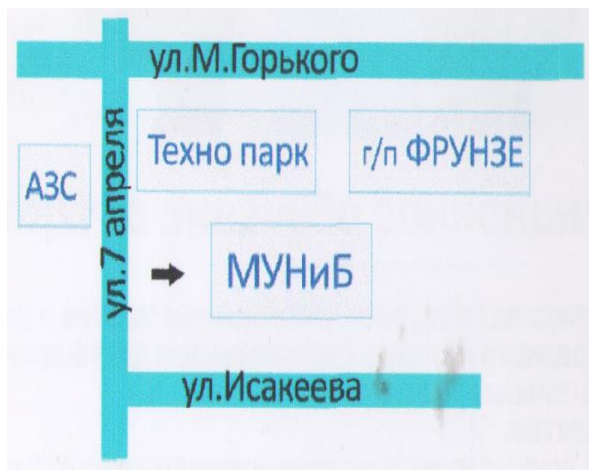 ул.М.Горького
Техно парк
г/п ФРУНЗЕ
АЗС
ул.7 апреля
МУНиБ
ул.Исакеева